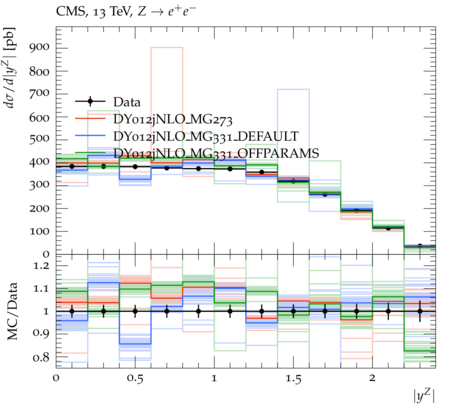 CMS, 13 TeV, Z → e⁺e⁻
dσ/d|y^Z| [pb]
900
800
700
600
500
400
300
200
100
0
Data
DY012jNLO_MG273
DY012jNLO_MG331_DEFAULT
DY012jNLO_MG331_OFFPARAMS
MC/Data
1.2
1.1
1
0.9
0.8
0 0.5 1 1.5 2
|y^Z|